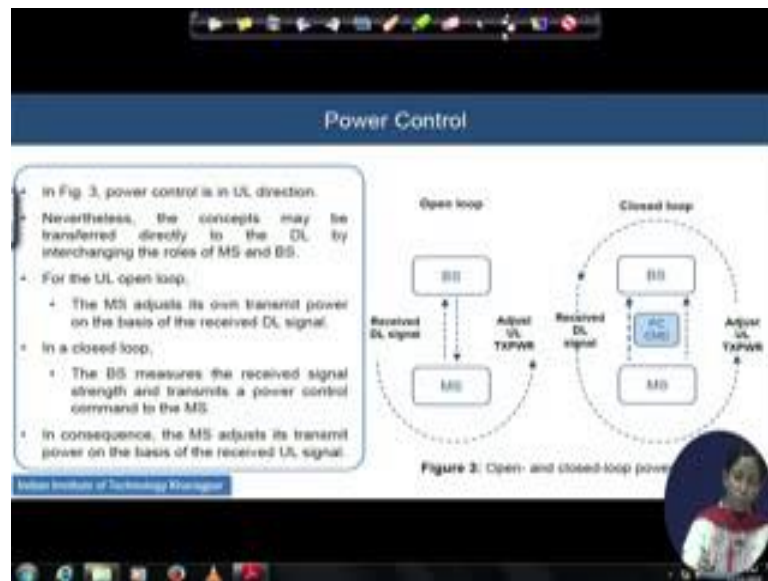 Power Control
In Fig. 3, power control is in UL direction.
Nevertheless, the concepts may be
transferred directly to the DL by
interchanging the roles of MS and BS.
For the UL open loop,
The MS adjusts its own transmit power
on the basis of the received DL signal.
In a closed loop,
The BS measures the received signal
strength and transmits a power control
command to the MS
In consequence, the MS adjusts its transmit
power on the basis of the received UL signal.
Indian Institute of Technology Kharagpur
Open loop
BS
Received
DL signal
Adjust
UL
TXPWR
MS
Closed loop
BS
Received
DL
signal
PC
CMD
Adjust
UL
TXPWR
MS
Figure 3: Open- and closed-loop